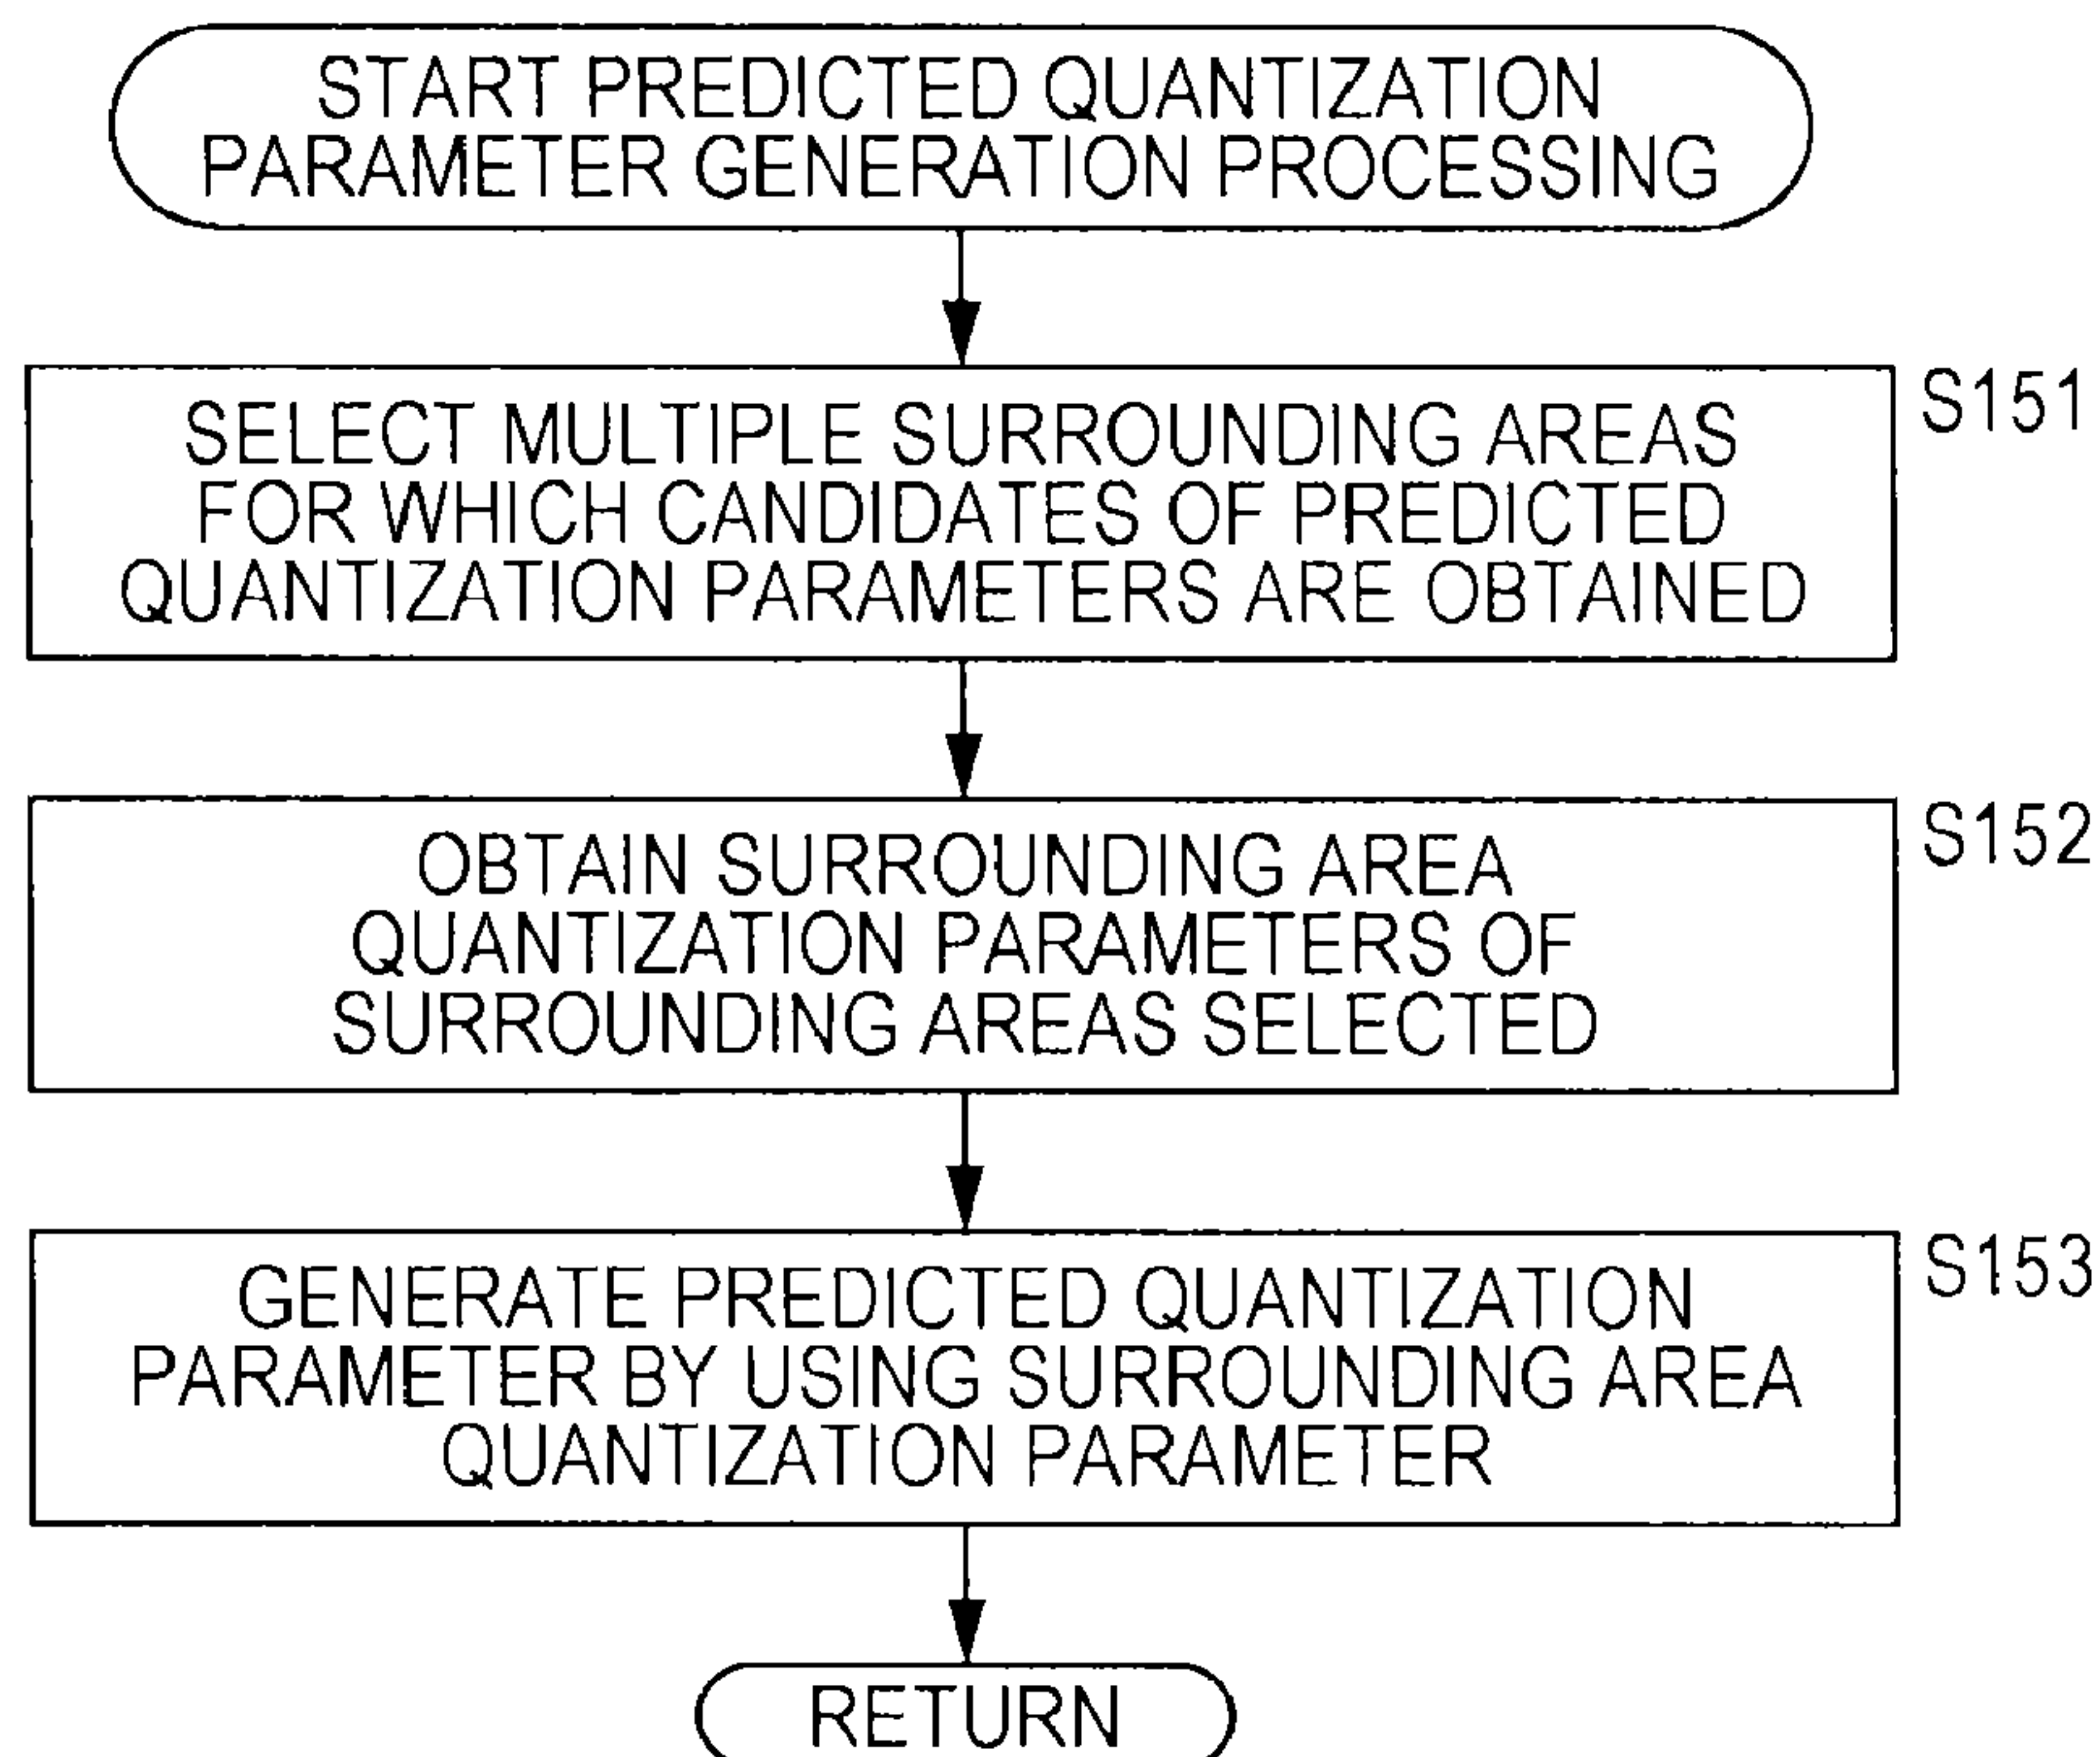 START PREDICTED QUANTIZATION
PARAMETER GENERATION PROCESSING
SELECT MULTIPLE SURROUNDING AREAS
FOR WHICH CANDIDATES OF PREDICTED
QUANTIZATION PARAMETERS ARE OBTAINED
S151
OBTAIN SURROUNDING AREA
QUANTIZATION PARAMETERS OF
SURROUNDING AREAS SELECTED
S152
GENERATE PREDICTED QUANTIZATION
PARAMETER BY USING SURROUNDING AREA
QUANTIZATION PARAMETER
S153
RETURN